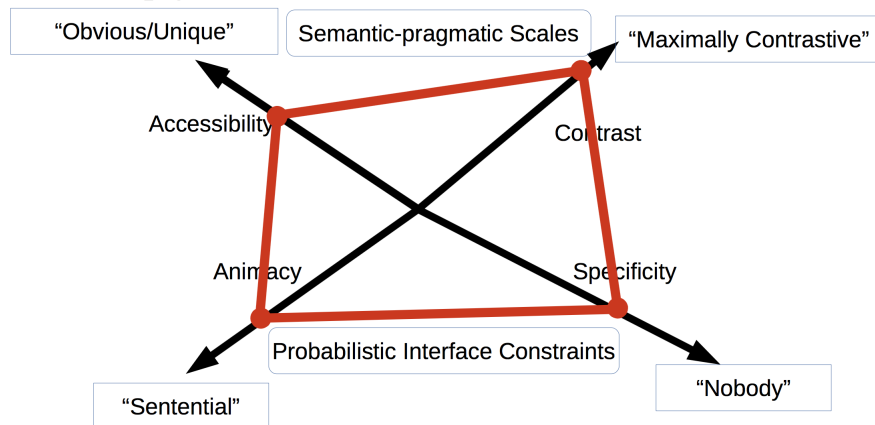 “Obvious/Unique”
Semantic-pragmatic Scales
“Maximally Contrastive”
Accessibility
Contrast
Animacy
Specificity
Probabilistic Interface Constraints
“Nobody”
“Sentential”